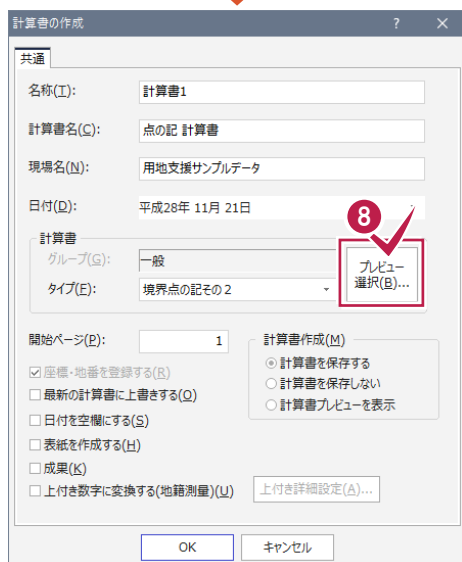 計算書の作成 ? ×
共通
名称(T): 計算書1
計算書名(C): 点の記 計算書
現場名(N): 用地支援サンプルデータ
日付(D): 平成28年 11月 21日
8
計算書
グループ(G): 一般
プレビュー
選択(B)...
タイプ(E): 境界点の記その2
開始ページ(P): 1
計算書作成(M)
座標・地番を登録する(R)
計算書を保存する
最新の計算書に上書きする(O)
計算書を保存しない
日付を空欄にする(S)
計算書プレビューを表示
表紙を作成する(H)
成果(K)
上付き数字に変換する(地籍測量)(U) 上付き詳細設定(A)...
OK キャンセル